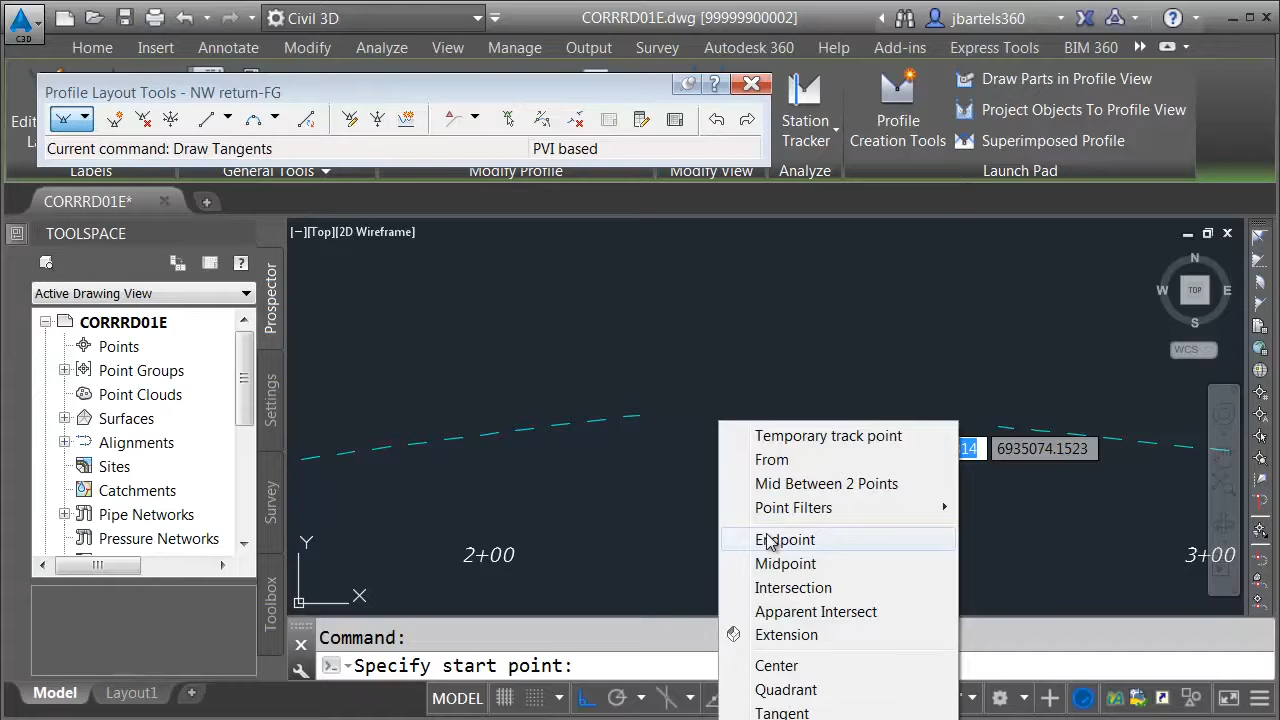 C3D
Civil 3D
CORRRD01E.dwg [99999900002]
jbartels360
Home Insert Annotate Modify Analyze View Manage Output Survey Autodesk 360 Help Add-ins Express Tools BIM 360
Profile Layout Tools - NW return-FG
Current command: Draw Tangents
PVI based
Labels
General Tools
Modify Profile
Modify View
Station
Tracker
Analyze
Profile
Creation Tools
Draw Parts in Profile View
Project Objects To Profile View
Superimposed Profile
Launch Pad
CORRRD01E*
TOOLSPACE
Active Drawing View
CORRRD01E
Points
Point Groups
Point Clouds
Surfaces
Alignments
Sites
Catchments
Pipe Networks
Pressure Networks
Prospector
Settings
Survey
Toolbox
[−][Top][2D Wireframe]
N
W TOP E
S
WCS
14 6935074.1523
Temporary track point
From
Mid Between 2 Points
Point Filters
Endpoint
Midpoint
Intersection
Apparent Intersect
Extension
Center
Quadrant
Tangent
2+00
3+00
Y
X
Command:
Specify start point:
Model Layout1
MODEL